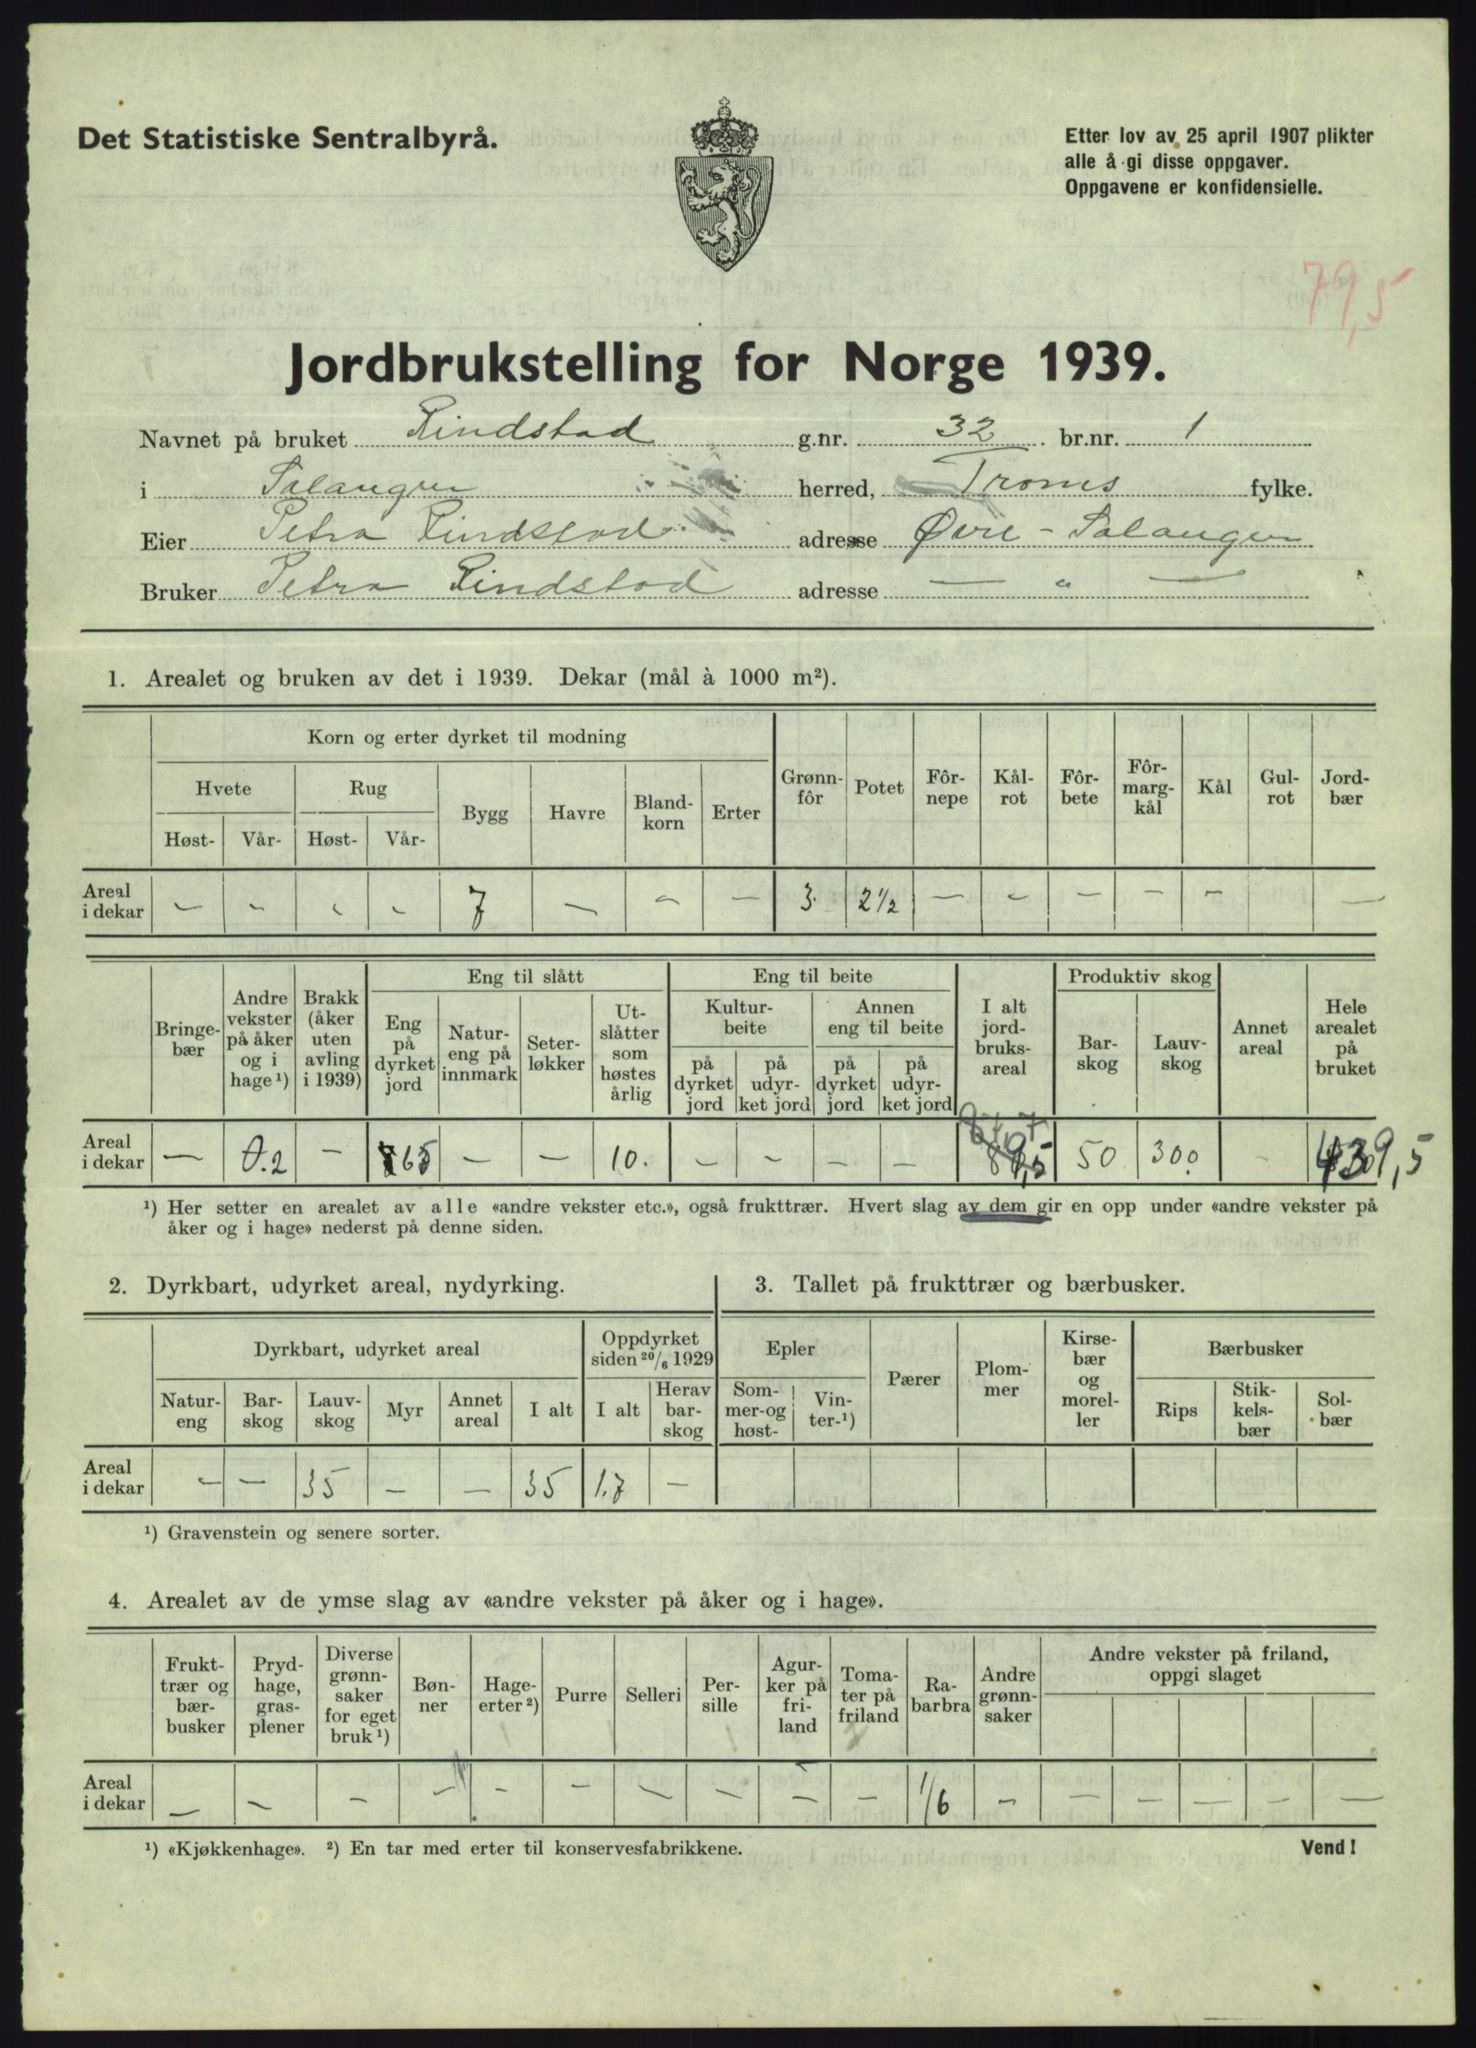 Det Statistiske Sentralbyrå.
Etter lov av 25 april 1907 plikter
alle å gi disse oppgaver.
Oppgavene er konfidensielle.
79,5
Jordbrukstelling for Norge 1939.
Navnet på bruket Lindstad g.nr. 32 br.nr. 1
i Salangen herred, Troms fylke.
Eier Petra Lindstad adresse Øvre-Salangen
Bruker Petra Lindstad adresse — " —
1. Arealet og bruken av det i 1939. Dekar (mål à 1000 m²).
Korn og erter dyrket til modning
Hvete Rug Bygg Havre Bland-korn Erter Grønn-fôr Potet Fôr-nepe Kål-rot Fôr-bete Fôr-marg-kål Kål Gul-rot Jord-bær
Høst- Vår- Høst- Vår-
Areal i dekar — — — — 7 — — — 3 2½ — — — — — —
Eng til slått Eng til beite Produktiv skog
Bringe-bær Andre vekster på åker og i hage ¹) Brakk (åker uten avling i 1939) Eng på dyrket jord Natur-eng på innmark Seter-løkker Ut-slåtter som høstes årlig Kultur-beite Annen eng til beite I alt jord-bruks-areal Bar-skog Lauv-skog Annet areal Hele arealet på bruket
på dyrket jord på udyr-ket jord på dyrket jord på udyr-ket jord
87,7
Areal i dekar — 0.2 — 65 — — 10. — — — — 89,5 50 300 — 439,5
¹) Her setter en arealet av alle «andre vekster etc.», også frukttrær. Hvert slag av dem gir en opp under «andre vekster på
åker og i hage» nederst på denne siden.
2. Dyrkbart, udyrket areal, nydyrking.
Dyrkbart, udyrket areal Oppdyrket siden 20/6 1929
Natur-eng Bar-skog Lauv-skog Myr Annet areal I alt I alt Herav bar-skog
Areal i dekar — — 35 — — 35 1.7 —
¹) Gravenstein og senere sorter.
3. Tallet på frukttrær og bærbusker.
Epler Pærer Plom-mer Kirse-bær og morel-ler Bærbusker
Som-mer-og høst- Vin-ter-¹) Rips Stik-kels-bær Sol-bær
4. Arealet av de ymse slag av «andre vekster på åker og i hage».
Frukt-trær og bær-busker Pryd-hage, gras-plener Diverse grønn-saker for eget bruk ¹) Bøn-ner Hage-erter ²) Purre Selleri Per-sille Agur-ker på fri-land Toma-ter på friland Ra-barbra Andre grønn-saker Andre vekster på friland, oppgi slaget
Areal i dekar — — — — — — — — — — 1/6 — — — — — —
¹) «Kjøkkenhage». ²) En tar med erter til konservesfabrikkene.
Vend!